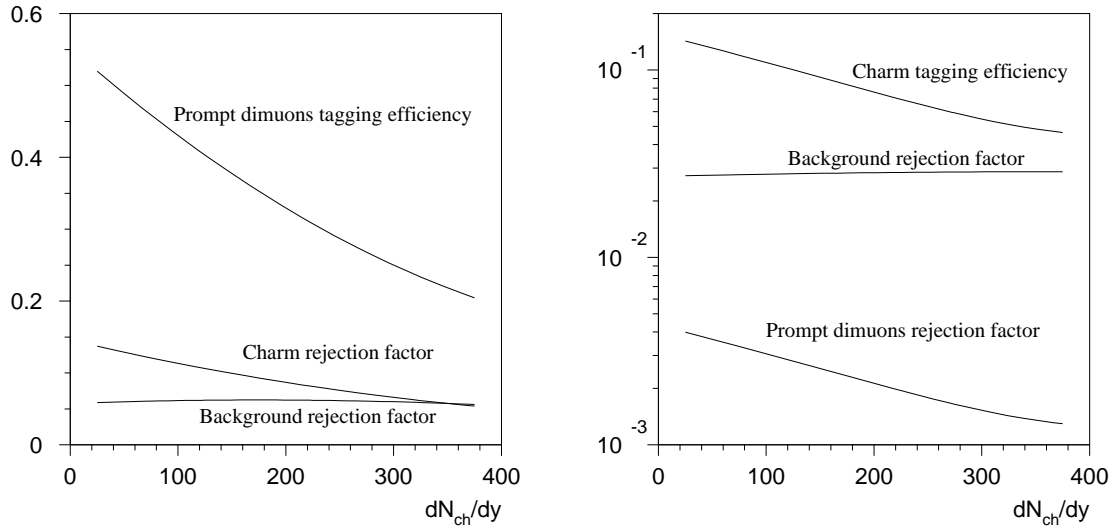 0.6
0.4
0.2
0
Prompt dimuons tagging efficiency
Charm rejection factor
Background rejection factor
0 100 200 300 400
dN_ch/dy
10^-1
10^-2
10^-3
Charm tagging efficiency
Background rejection factor
Prompt dimuons rejection factor
0 100 200 300 400
dN_ch/dy